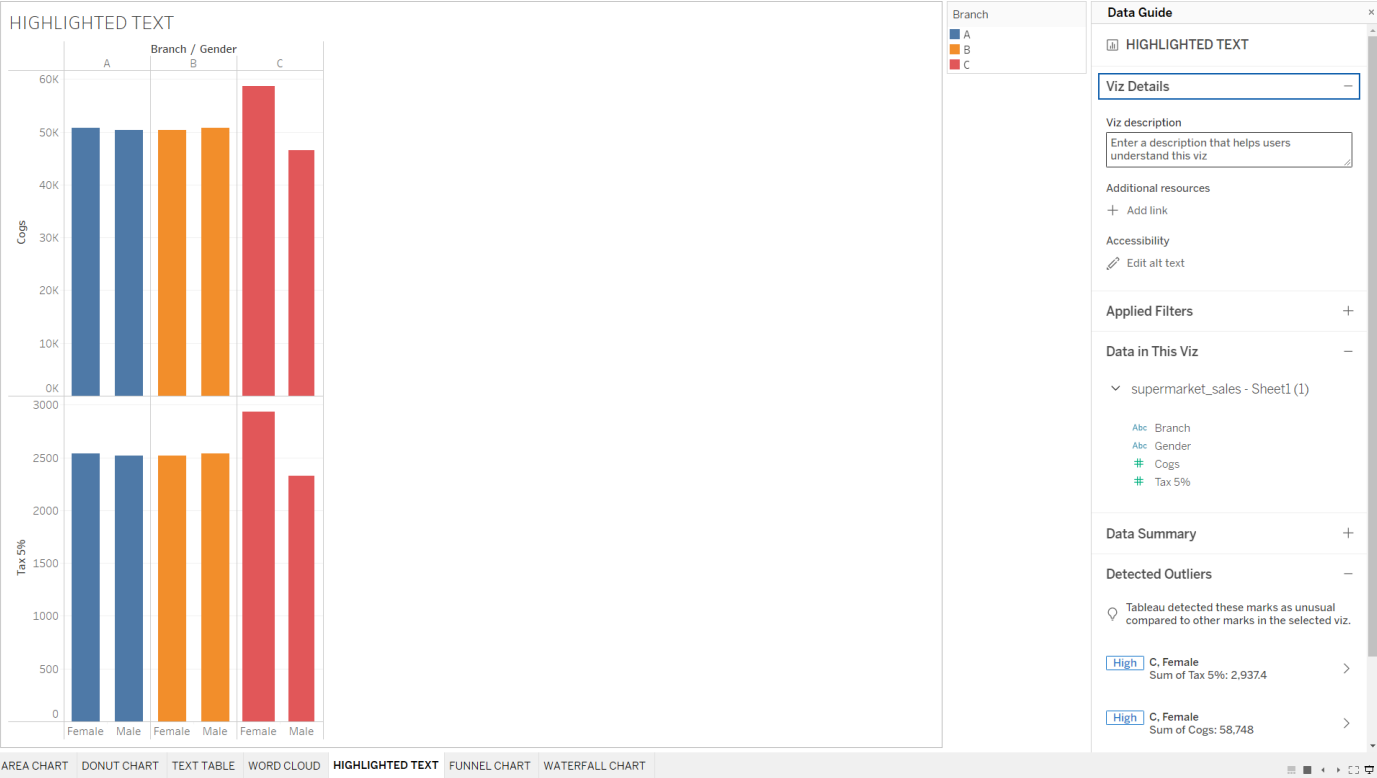 HIGHLIGHTED TEXT
Branch / Gender
A B C
60K
50K
40K
30K
20K
10K
0K
Cogs
3000
2500
2000
1500
1000
500
0
Tax 5%
Female Male Female Male Female Male
Branch
A
B
C
Data Guide
HIGHLIGHTED TEXT
Viz Details
Viz description
Enter a description that helps users
understand this viz
Additional resources
Add link
Accessibility
Edit alt text
Applied Filters
Data in This Viz
supermarket_sales - Sheet1 (1)
Abc Branch
Abc Gender
# Cogs
# Tax 5%
Data Summary
Detected Outliers
Tableau detected these marks as unusual
compared to other marks in the selected viz.
High C, Female
Sum of Tax 5%: 2,937.4
High C, Female
Sum of Cogs: 58,748
AREA CHART DONUT CHART TEXT TABLE WORD CLOUD HIGHLIGHTED TEXT FUNNEL CHART WATERFALL CHART